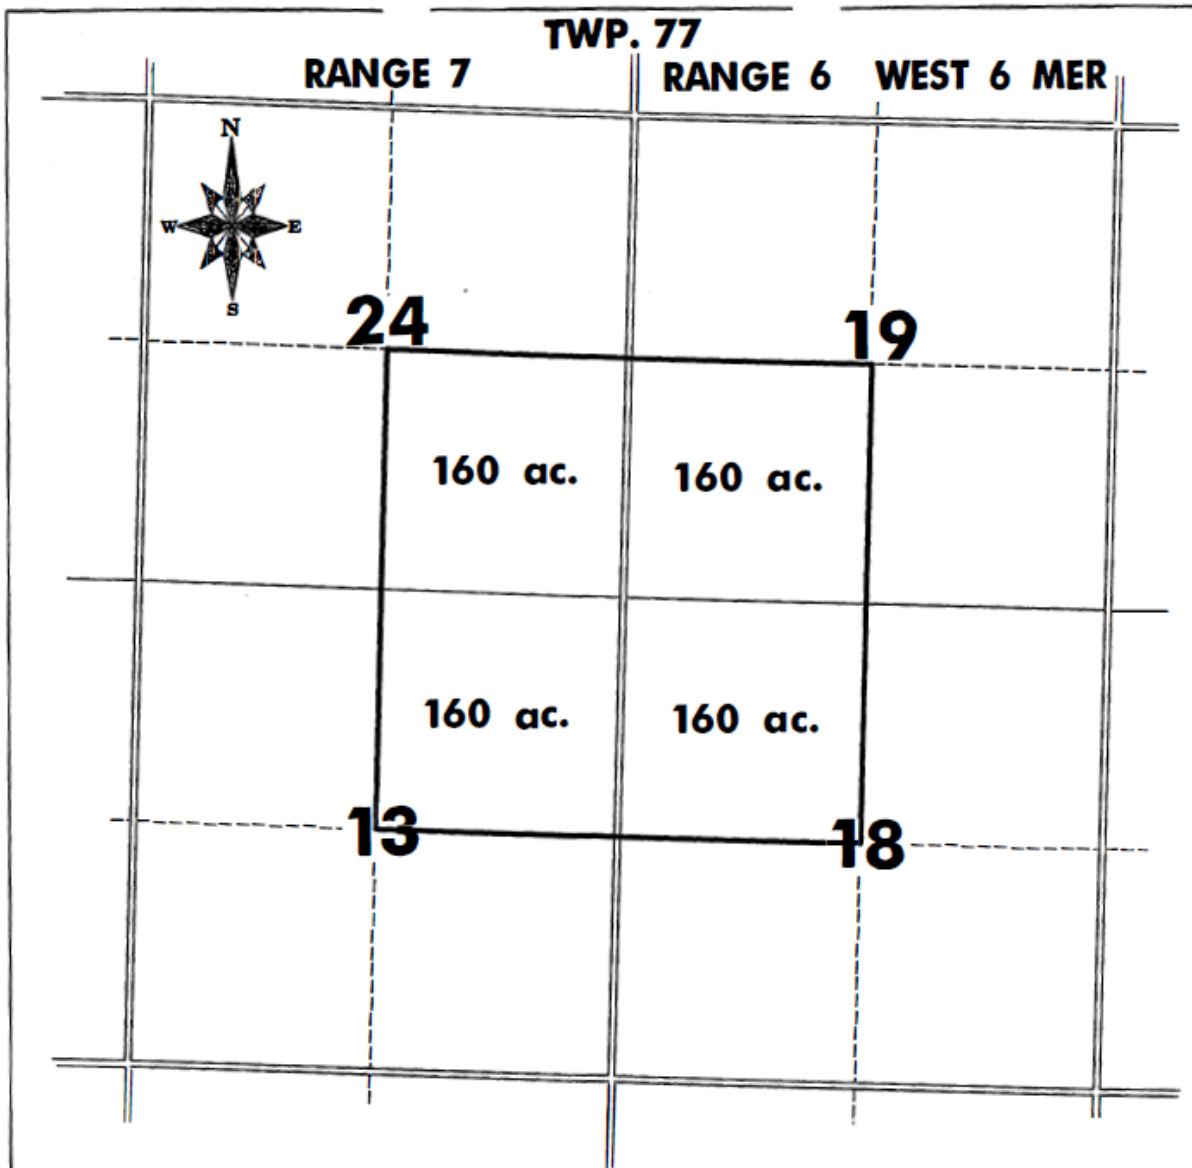 TWP. 77
RANGE 7 RANGE 6 WEST 6 MER
N
W E
S
24 19
160 ac. 160 ac.
160 ac. 160 ac.
13 18